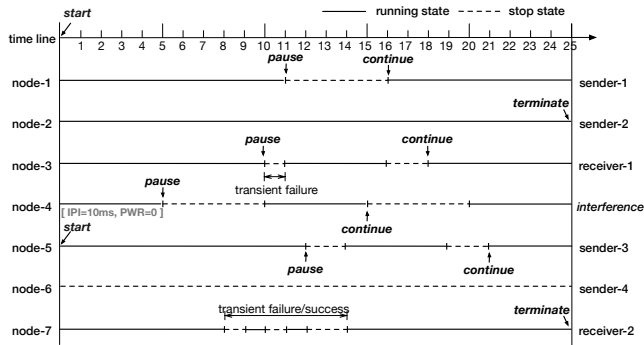 start
running state
stop state
time line
1 2 3 4 5 6 7 8 9 10 11 12 13 14 15 16 17 18 19 20 21 22 23 24 25
pause
continue
node-1
sender-1
terminate
node-2
sender-2
pause
continue
node-3
receiver-1
transient failure
pause
node-4
interference
[ IPI=10ms, PWR=0]
start
continue
node-5
sender-3
pause
continue
node-6
sender-4
transient failure/success
terminate
node-7
receiver-2